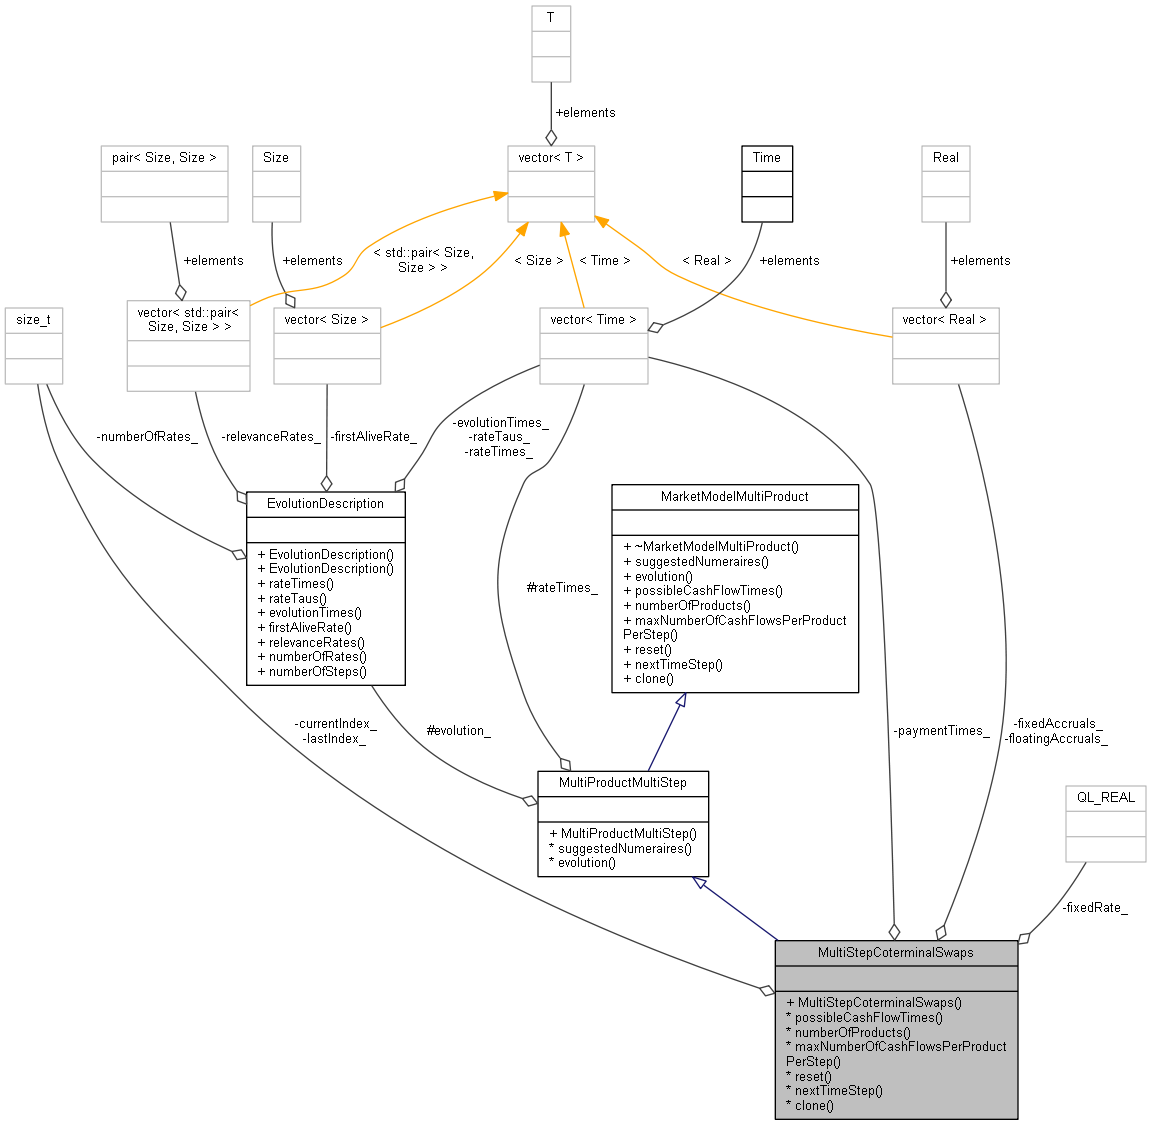 T
+elements
pair< Size, Size >
Size
vector< T >
Time
Real
+elements
+elements
< std::pair< Size,
Size > >
< Size >
< Time >
< Real >
+elements
+elements
size_t
vector< std::pair<
Size, Size > >
vector< Size >
vector< Time >
vector< Real >
-numberOfRates_
-relevanceRates_
-firstAliveRate_
-evolutionTimes_
-rateTaus_
-rateTimes_
EvolutionDescription
+ EvolutionDescription()
+ EvolutionDescription()
+ rateTimes()
+ rateTaus()
+ evolutionTimes()
+ firstAliveRate()
+ relevanceRates()
+ numberOfRates()
+ numberOfSteps()
#rateTimes_
MarketModelMultiProduct
+ ~MarketModelMultiProduct()
+ suggestedNumeraires()
+ evolution()
+ possibleCashFlowTimes()
+ numberOfProducts()
+ maxNumberOfCashFlowsPerProduct
PerStep()
+ reset()
+ nextTimeStep()
+ clone()
-currentIndex_
-lastIndex_
#evolution_
-paymentTimes_
-fixedAccruals_
-floatingAccruals_
MultiProductMultiStep
+ MultiProductMultiStep()
* suggestedNumeraires()
* evolution()
QL_REAL
-fixedRate_
MultiStepCoterminalSwaps
+ MultiStepCoterminalSwaps()
* possibleCashFlowTimes()
* numberOfProducts()
* maxNumberOfCashFlowsPerProduct
PerStep()
* reset()
* nextTimeStep()
* clone()